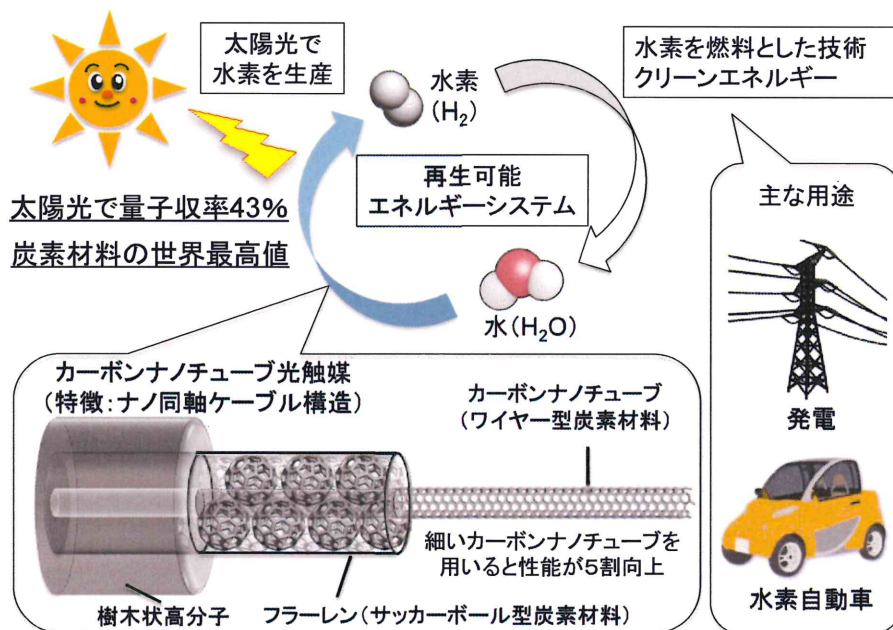 太陽光で
水素を生産
水素
(H2)
水素を燃料とした技術
クリーンエネルギー
太陽光で量子収率43%
炭素材料の世界最高値
再生可能
エネルギーシステム
水(H2O)
主な用途
発電
水素自動車
カーボンナノチューブ光触媒
(特徴:ナノ同軸ケーブル構造)
カーボンナノチューブ
(ワイヤー型炭素材料)
細いカーボンナノチューブを
用いると性能が5割向上
樹木状高分子
フラーレン(サッカーボール型炭素材料)